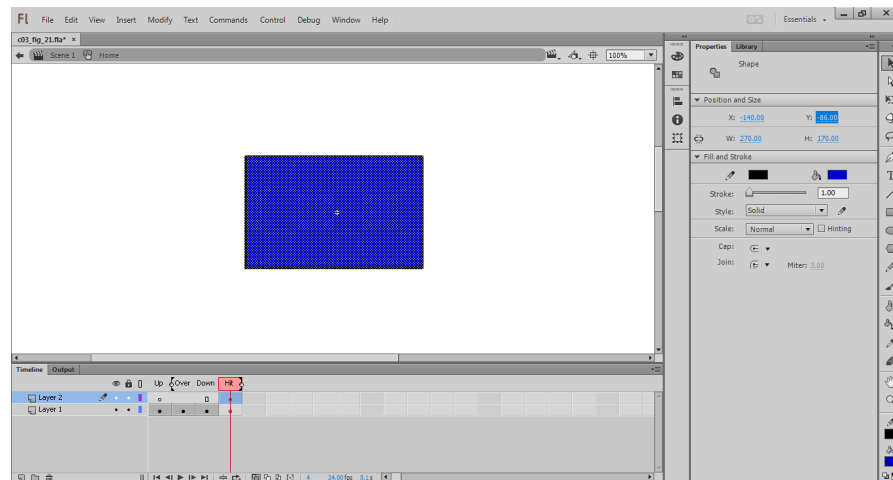 Fl File Edit View Insert Modify Text Commands Control Debug Window Help Essentials
c03_fig_21.fla* ×
Scene 1 Home 100%
Properties Library
Shape
Position and Size
X: -140.00 Y: -86.00
W: 270.00 H: 170.00
Fill and Stroke
Stroke: 1.00
Style: Solid
Scale: Normal Hinting
Cap:
Join: Miter: 3.00
Timeline Output
Up Over Down Hit
Layer 2
Layer 1
4 24.00 fps 0.1 s